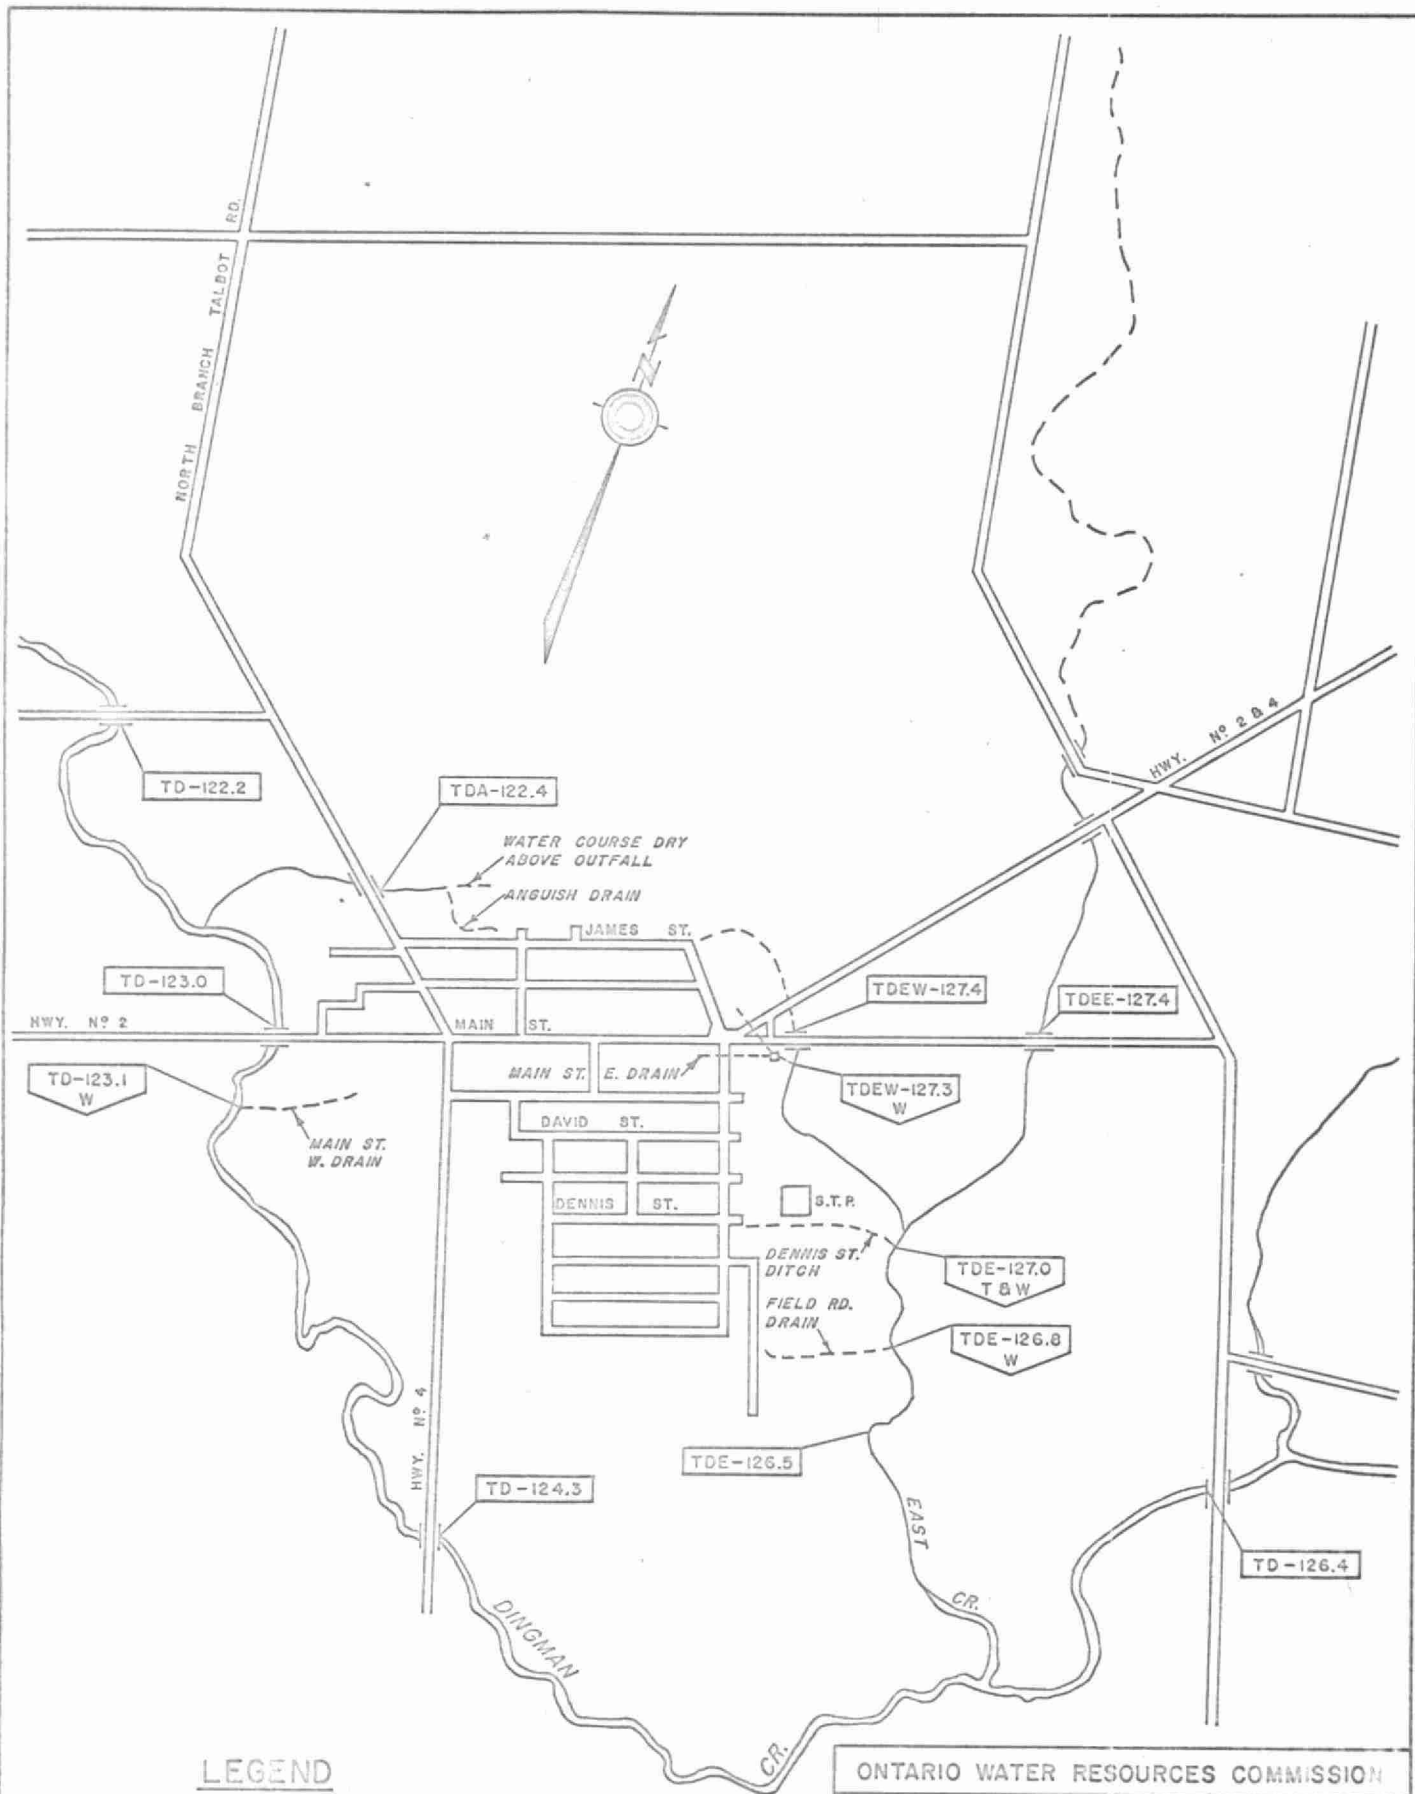 NORTH BRANCH TALBOT RD.
N
HWY. Nº 2 & 4
TD-122.2
TDA-122.4
WATER COURSE DRY
ABOVE OUTFALL
ANGUISH DRAIN
JAMES ST.
TD-123.0
TDEW-127.4
TDEE-127.4
HWY. Nº 2
MAIN ST.
MAIN ST. E. DRAIN
TD-123.1
W
TDEW-127.3
W
DAVID ST.
MAIN ST.
W. DRAIN
DENNIS ST.
S.T.P.
DENNIS ST.
DITCH
TDE-127.0
T & W
FIELD RD.
DRAIN
TDE-126.8
W
HWY. Nº 4
TDE-126.5
TD-124.3
EAST CR.
TD-126.4
DINGMAN CR.
LEGEND
ONTARIO WATER RESOURCES COMMISSION